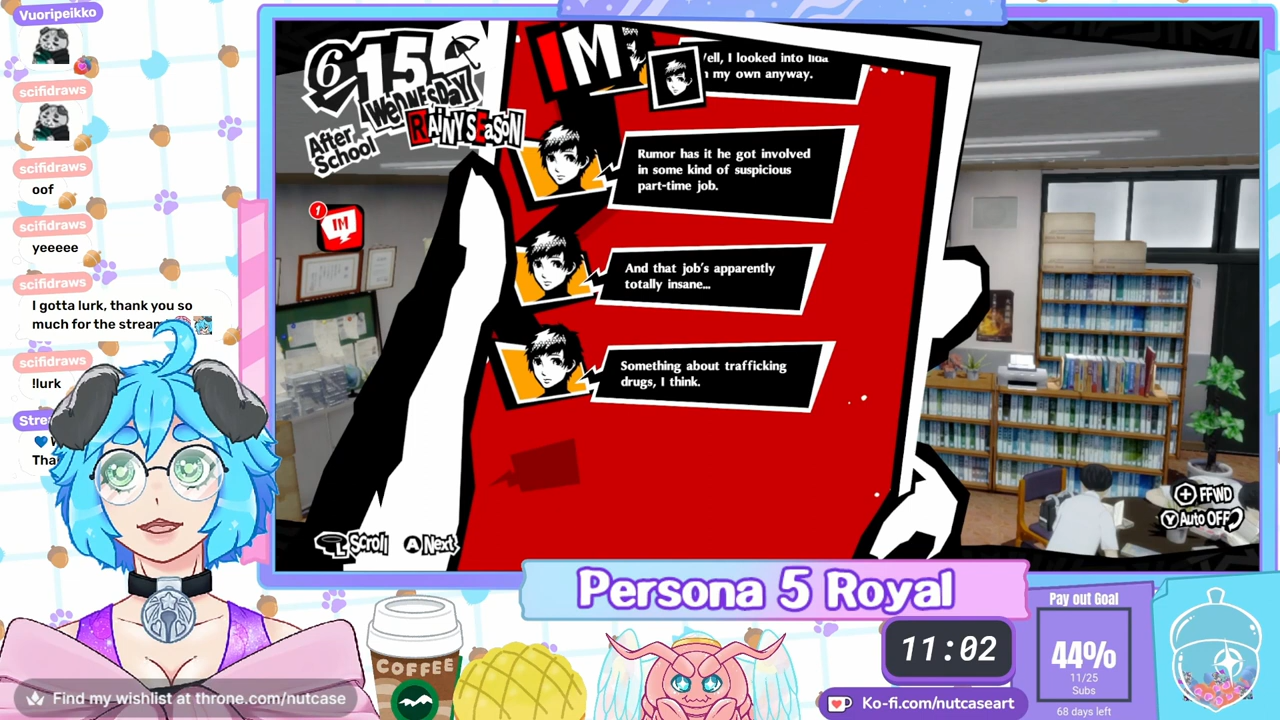 Vuoripeikko
scifidraws
scifidraws
oof
scifidraws
yeeeee
scifidraws
I gotta lurk, thank you so
much for the stream
scifidraws
!lurk
6 15
Wednesday
Rainy Season
After
School
1
IM
IM
my own anyway.
Rumor has it he got involved
in some kind of suspicious
part-time job.
And that job's apparently
totally insane...
Something about trafficking
drugs, I think.
L Scroll A Next
+ FFWD
Y Auto OFF
Persona 5 Royal
COFFEE
Find my wishlist at throne.com/nutcase
11:02
Ko-fi.com/nutcaseart
Pay out Goal
44%
11/25
Subs
68 days left